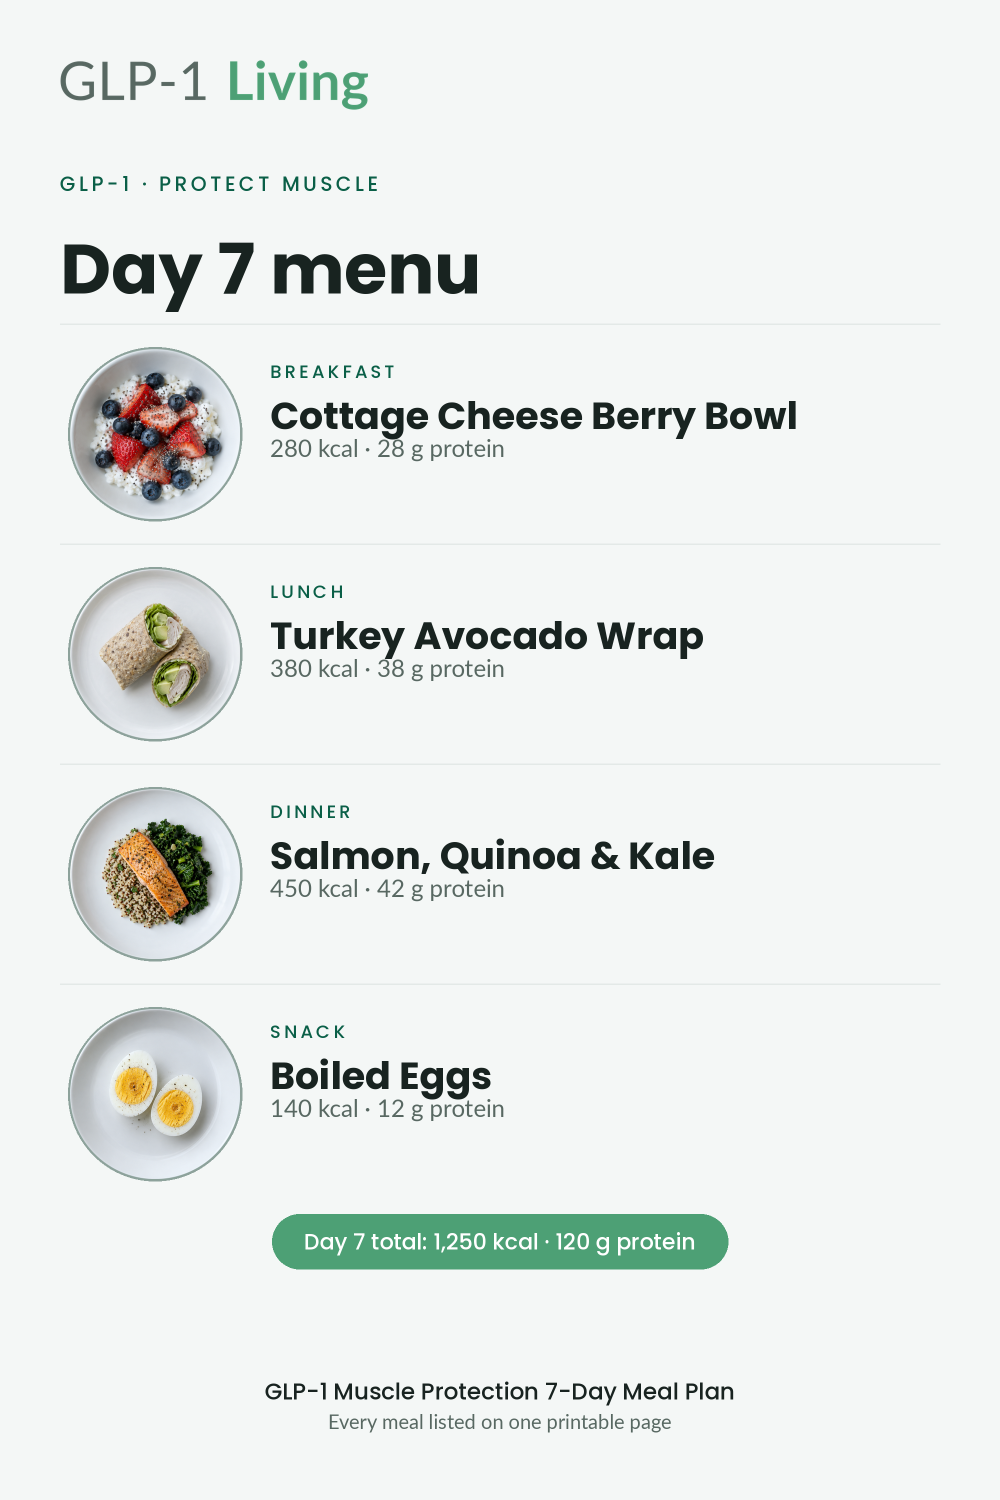 GLP-1 Living
GLP-1 · PROTECT MUSCLE
Day 7 menu
BREAKFAST
Cottage Cheese Berry Bowl
280 kcal · 28 g protein
LUNCH
Turkey Avocado Wrap
380 kcal · 38 g protein
DINNER
Salmon, Quinoa & Kale
450 kcal · 42 g protein
SNACK
Boiled Eggs
140 kcal · 12 g protein
Day 7 total: 1,250 kcal · 120 g protein
GLP-1 Muscle Protection 7-Day Meal Plan
Every meal listed on one printable page